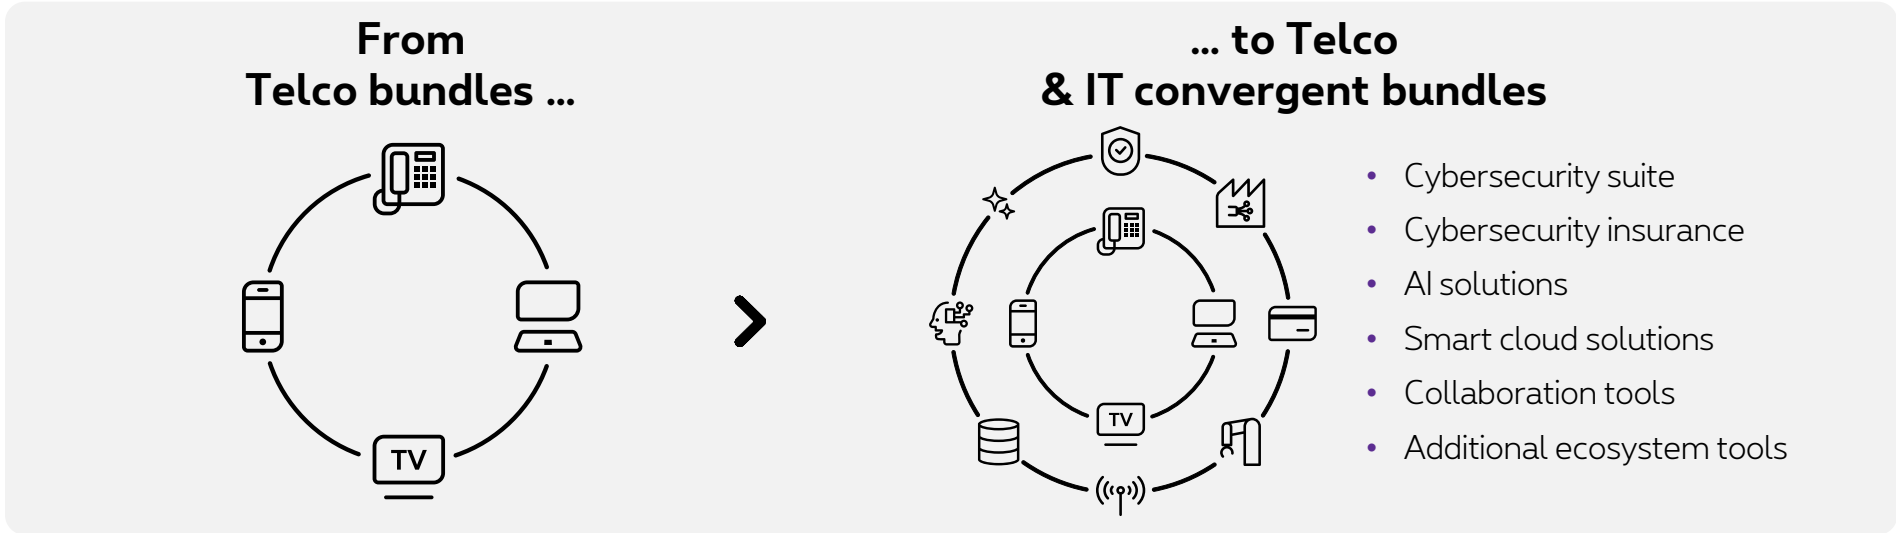 From
Telco bundles ...
TV
... to Telco
& IT convergent bundles
TV
• Cybersecurity suite
• Cybersecurity insurance
• AI solutions
• Smart cloud solutions
• Collaboration tools
• Additional ecosystem tools